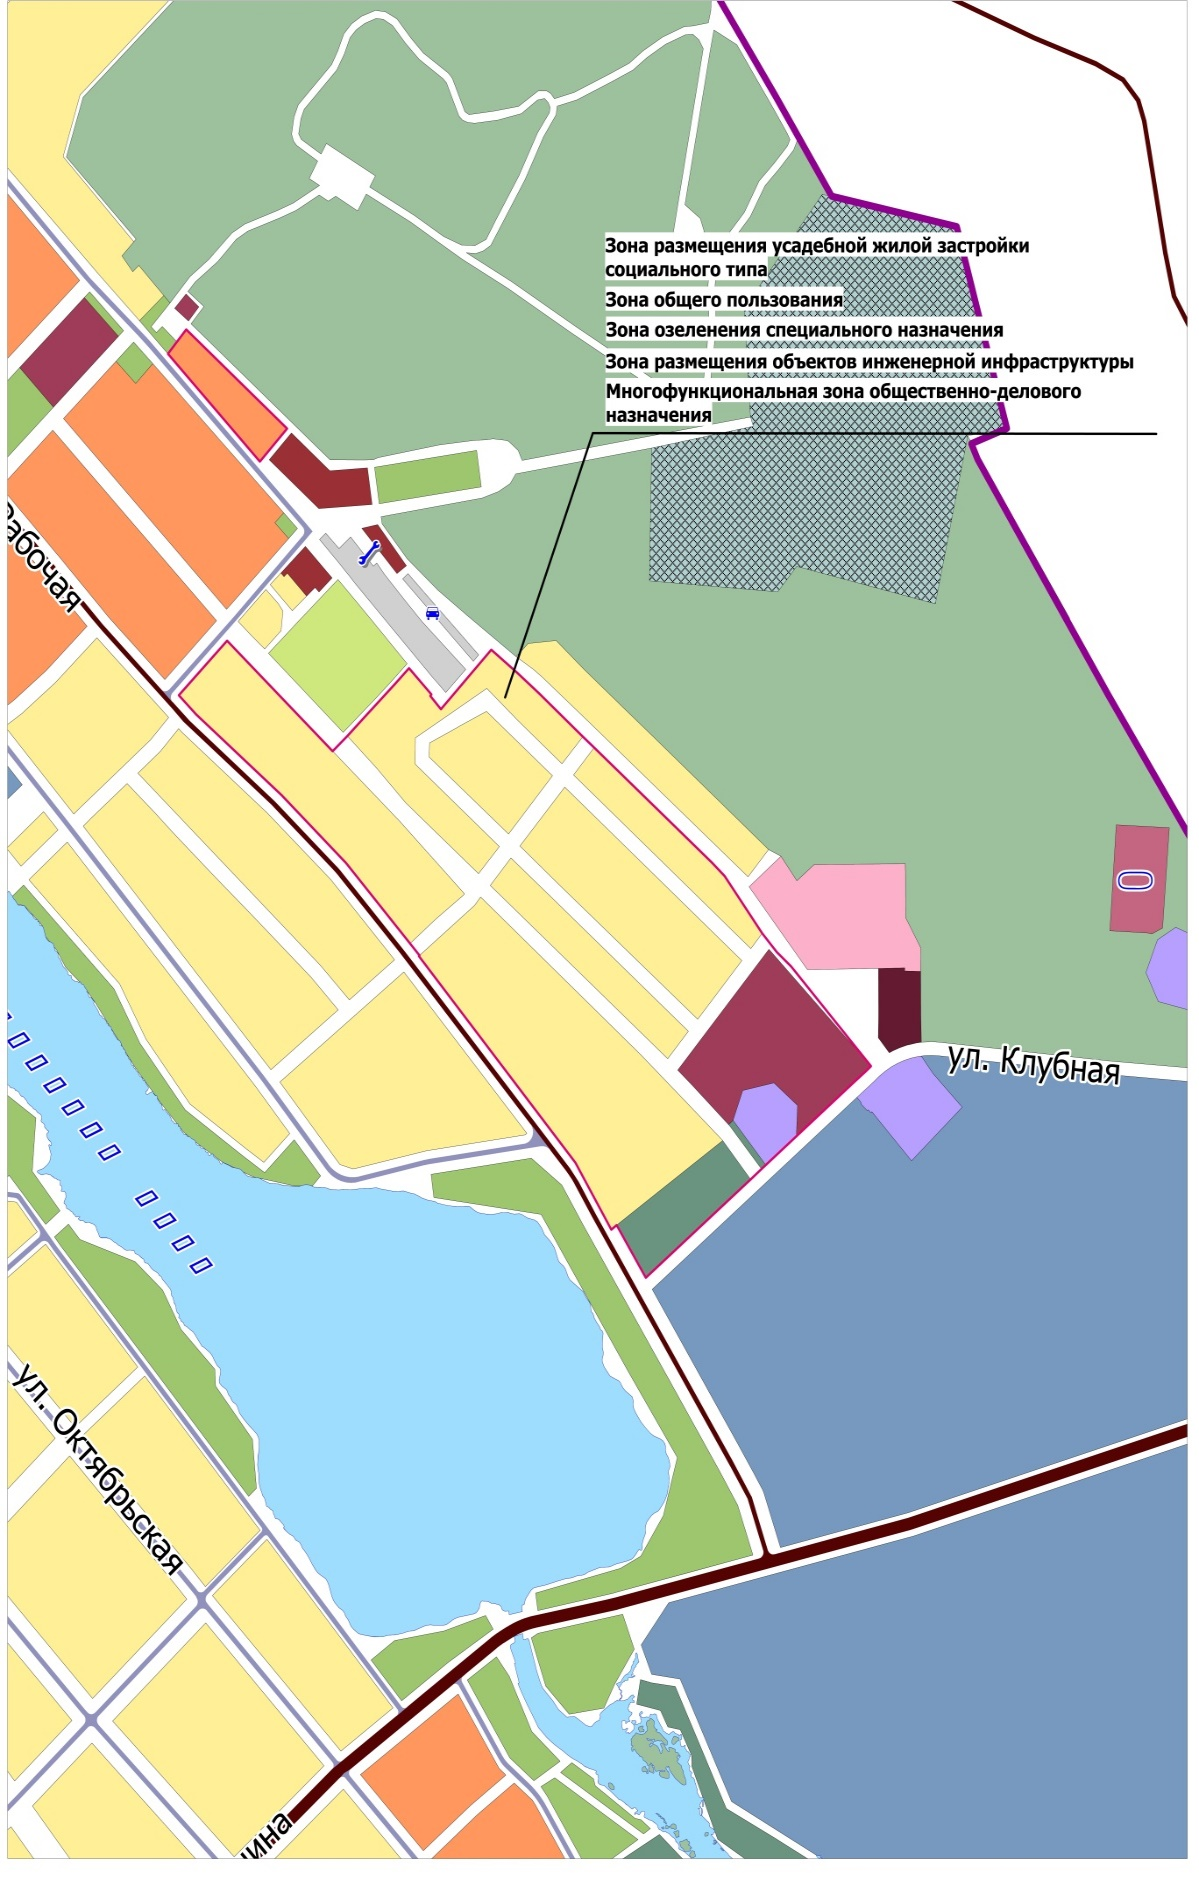 Зона размещения усадебной жилой застройки
социального типа
Зона общего пользования
Зона озеленения специального назначения
Зона размещения объектов инженерной инфраструктуры
Многофункциональная зона общественно-делового
назначения
Рабочая
ул. Клубная
ул. Октябрьская